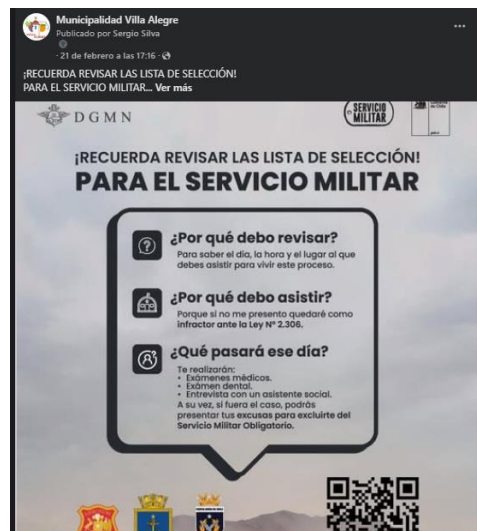 Municipalidad Villa Alegre
Publicado por Sergio Silva
· 21 de febrero a las 17:16 ·
¡RECUERDA REVISAR LAS LISTA DE SELECCIÓN!
PARA EL SERVICIO MILITAR... Ver más
DGMN
SERVICIO
MILITAR
¡RECUERDA REVISAR LAS LISTA DE SELECCIÓN!
PARA EL SERVICIO MILITAR
¿Por qué debo revisar?
Para saber el día, la hora y el lugar al que
debes asistir para vivir este proceso.
¿Por qué debo asistir?
Porque si no me presento quedaré como
infractor ante la Ley Nº 2.306.
¿Qué pasará ese día?
Te realizarán:
• Exámenes médicos.
• Exámen dental.
• Entrevista con un asistente social.
A su vez, si fuera el caso, podrás
presentar tus excusas para excluirte del
Servicio Militar Obligatorio.